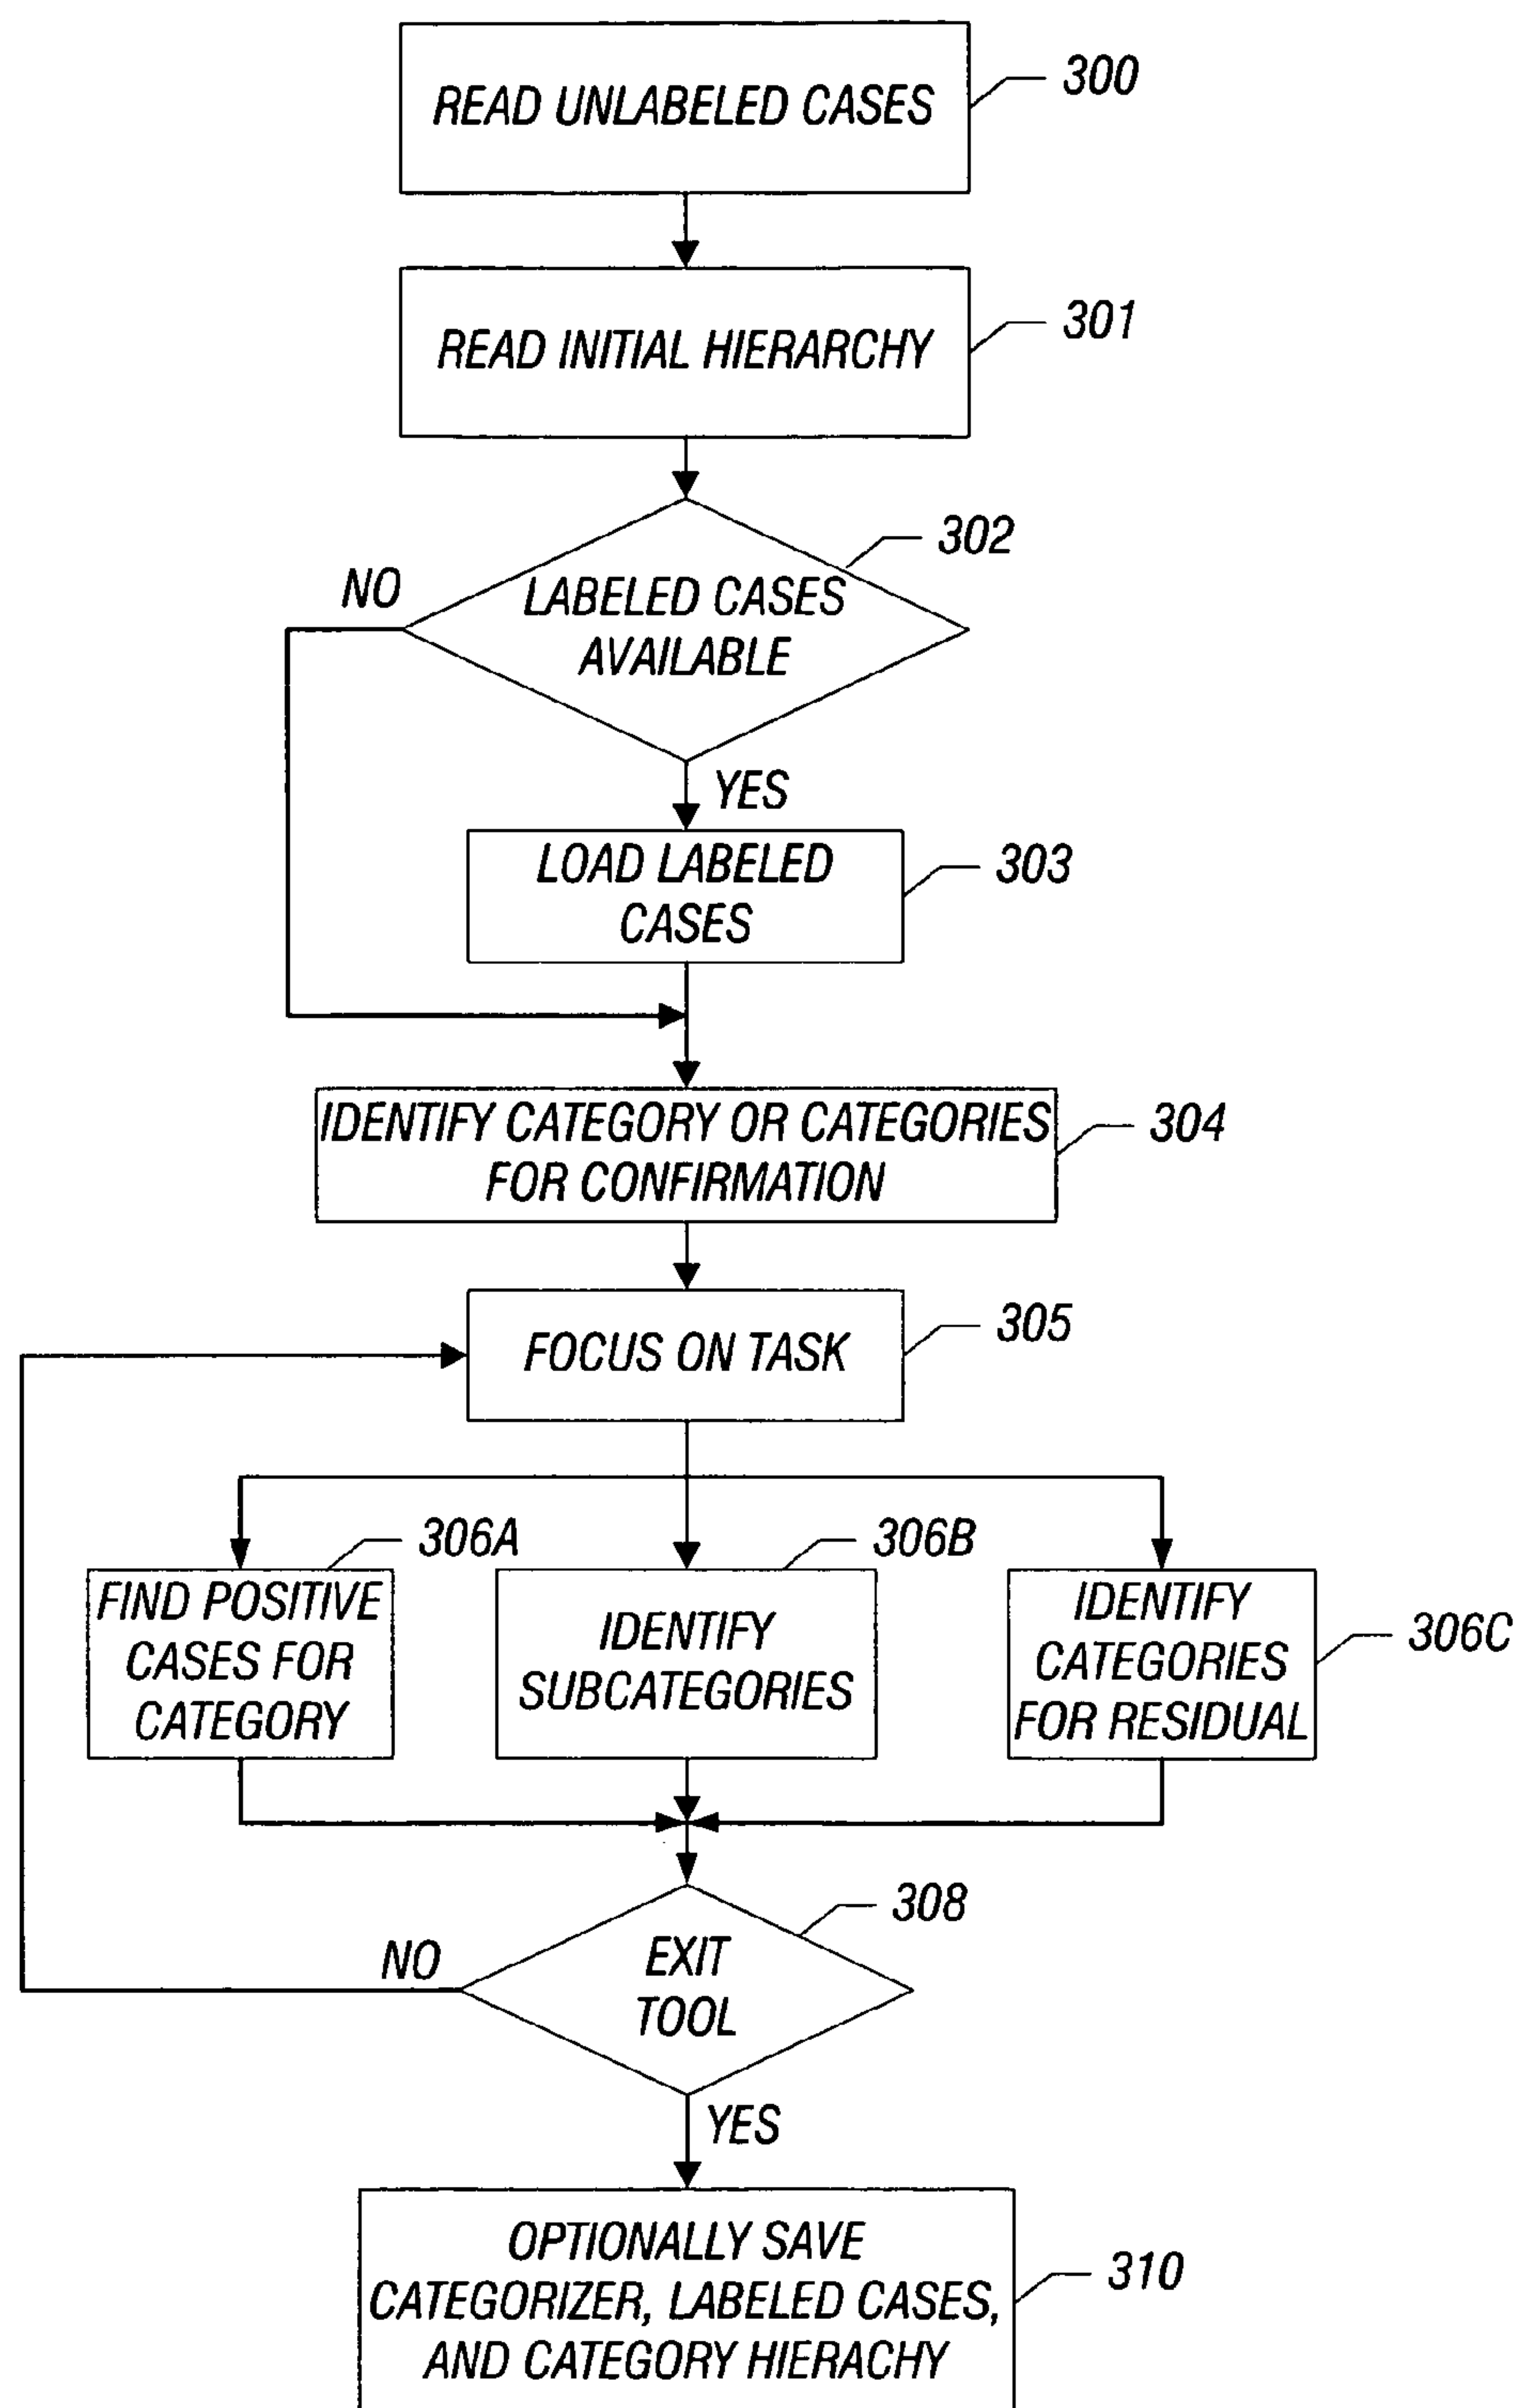 READ UNLABELED CASES
300
READ INITIAL HIERARCHY
301
302
NO
LABELED CASES
AVAILABLE
YES
LOAD LABELED
CASES
303
IDENTIFY CATEGORY OR CATEGORIES
FOR CONFIRMATION
304
FOCUS ON TASK
305
306A
FIND POSITIVE
CASES FOR
CATEGORY
306B
IDENTIFY
SUBCATEGORIES
IDENTIFY
CATEGORIES
FOR RESIDUAL
306C
308
NO
EXIT
TOOL
YES
OPTIONALLY SAVE
CATEGORIZER, LABELED CASES,
AND CATEGORY HIERACHY
310